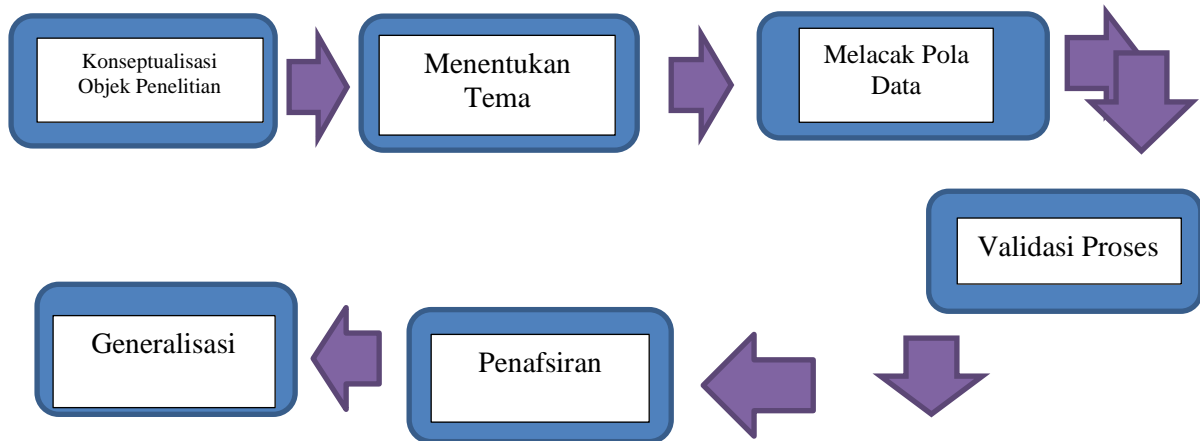 Konseptualisasi
Objek Penelitian
Menentukan
Tema
Melacak Pola
Data
Validasi Proses
Penafsiran
Generalisasi